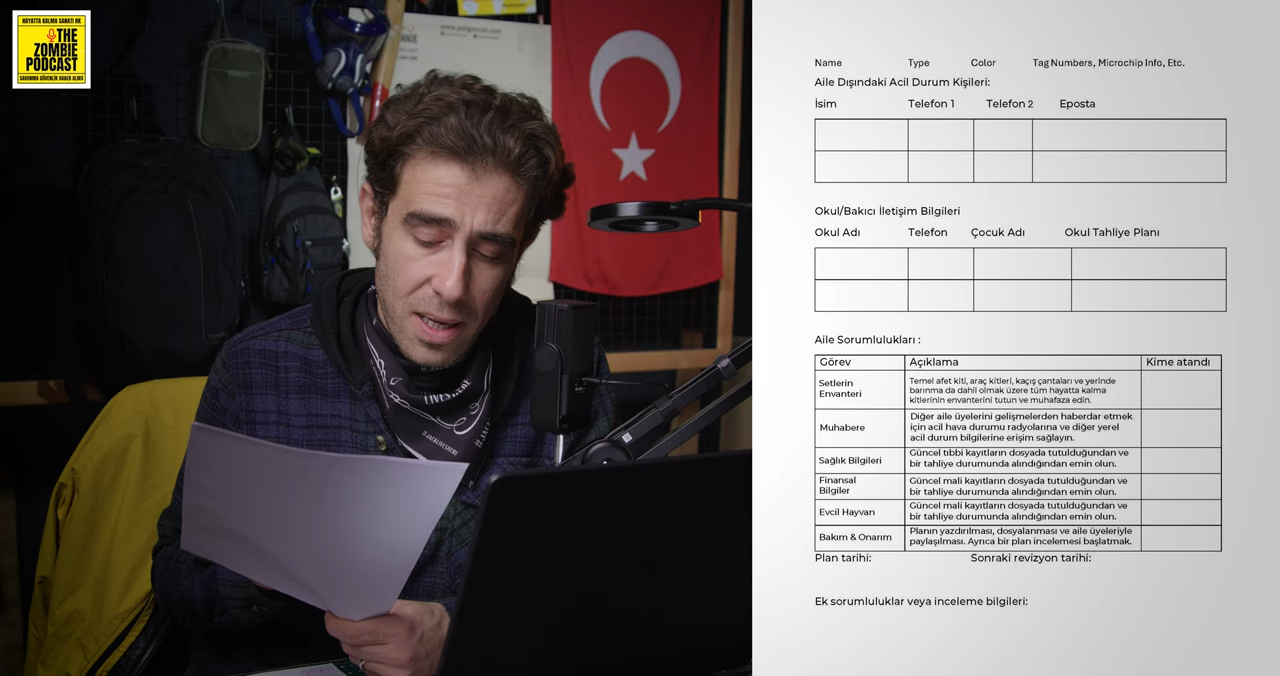 HAYATTA KALMA SANATI HK
THE
ZOMBIE
PODCAST
SAVUNMA GÜVENLİK HABER ALMA
Name Type Color Tag Numbers, Microchip Info, Etc.
Aile Dışındaki Acil Durum Kişileri:
İsim Telefon 1 Telefon 2 Eposta
Okul/Bakıcı İletişim Bilgileri
Okul Adı Telefon Çocuk Adı Okul Tahliye Planı
Aile Sorumlulukları :
Görev Açıklama Kime atandı
Setlerin
Envanteri
Temel afet kiti, araç kitleri, kaçış çantaları ve yerinde
barınma da dahil olmak üzere tüm hayatta kalma
kitlerinin envanterini tutun ve muhafaza edin.
Muhabere
Diğer aile üyelerini gelişmelerden haberdar etmek
için acil hava durumu radyolarına ve diğer yerel
acil durum bilgilerine erişim sağlayın.
Sağlık Bilgileri
Güncel tıbbi kayıtların dosyada tutulduğundan ve
bir tahliye durumunda alındığından emin olun.
Finansal
Bilgiler
Güncel mali kayıtların dosyada tutulduğundan ve
bir tahliye durumunda alındığından emin olun.
Evcil Hayvan
Güncel mali kayıtların dosyada tutulduğundan ve
bir tahliye durumunda alındığından emin olun.
Bakım & Onarım
Planın yazdırılması, dosyalanması ve aile üyeleriyle
paylaşılması. Ayrıca bir plan incelemesi başlatmak.
Plan tarihi: Sonraki revizyon tarihi:
Ek sorumluluklar veya inceleme bilgileri: